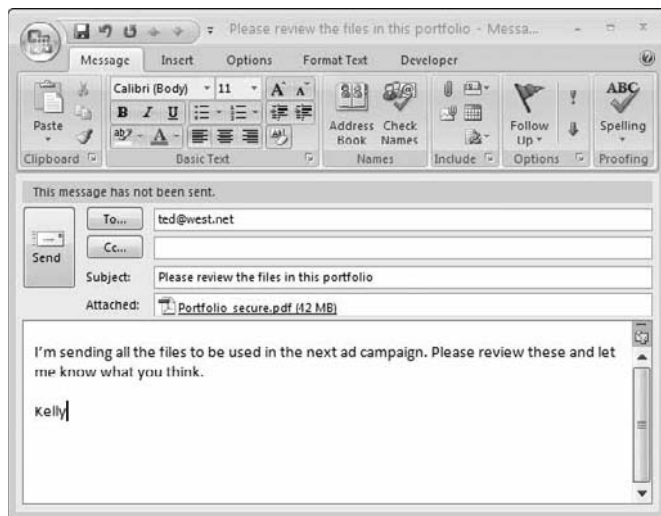 Please review the files in this portfolio - Messa...
Message Insert Options Format Text Developer
Calibri (Body) 11 A A
B I U
ab A Aa
Paste
Clipboard
Basic Text
Address Book
Check Names
Names
Include
Follow Up
Options
ABC
Spelling
Proofing
This message has not been sent.
Send
To... ted@west.net
Cc...
Subject: Please review the files in this portfolio
Attached: Portfolio_secure.pdf (42 MB)
I'm sending all the files to be used in the next ad campaign. Please review these and let
me know what you think.
Kelly